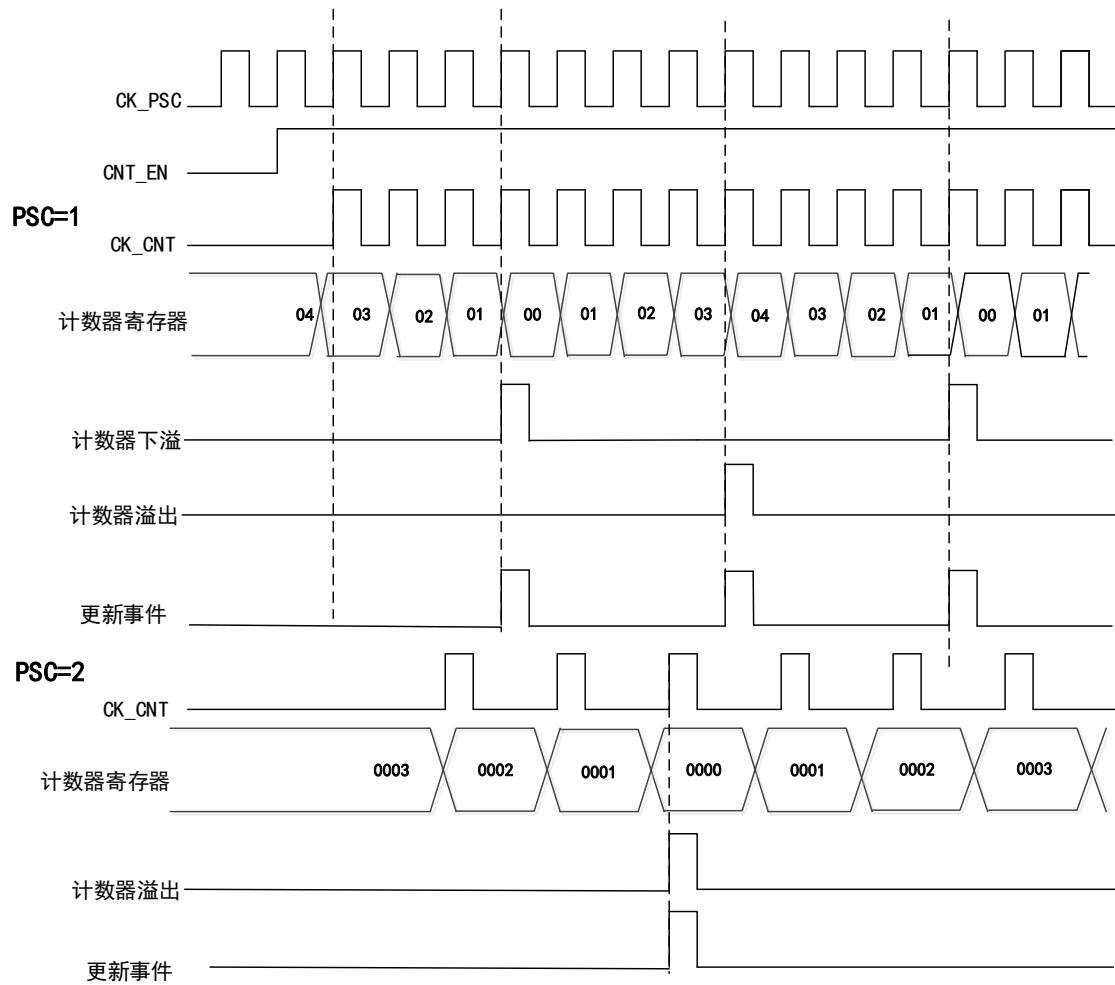 CK_PSC
CNT_EN
PSC=1
CK_CNT
计数器寄存器 04 03 02 01 00 01 02 03 04 03 02 01 00 01
计数器下溢
计数器溢出
更新事件
PSC=2
CK_CNT
计数器寄存器 0003 0002 0001 0000 0001 0002 0003
计数器溢出
更新事件